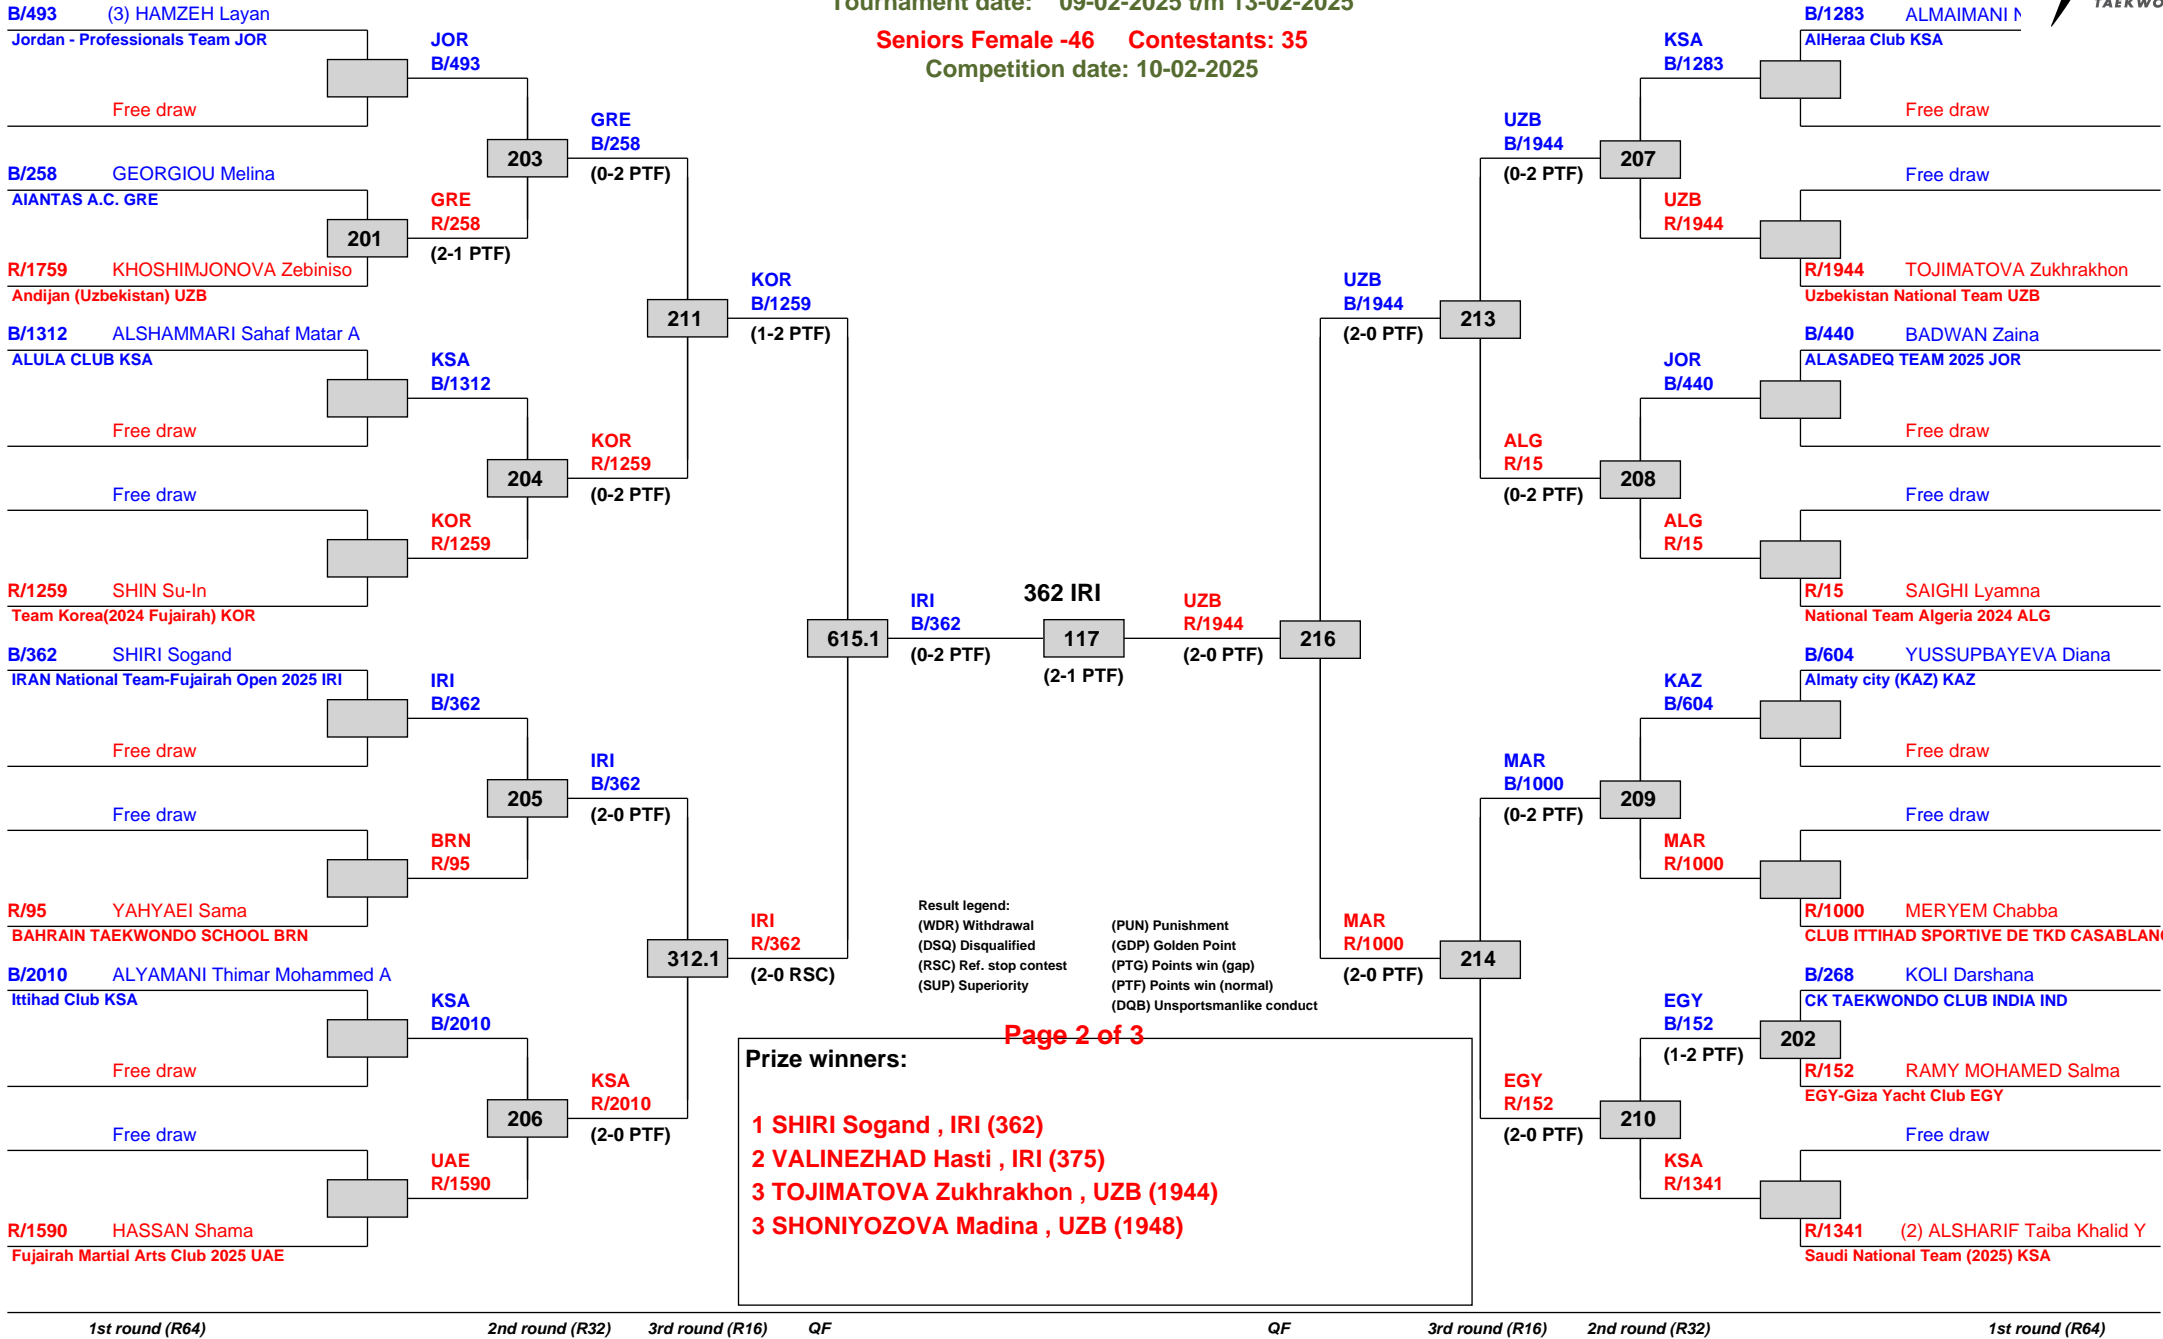 Tournament date: 09-02-2025 t/m 13-02-2025
Seniors Female -46 Contestants: 35
Competition date: 10-02-2025
B/493 (3) HAMZEH Layan
Jordan - Professionals Team JOR
Free draw
B/258 GEORGIOU Melina
AIANTAS A.C. GRE
201
R/1759 KHOSHIMJONOVA Zebiniso
Andijan (Uzbekistan) UZB
B/1312 ALSHAMMARI Sahaf Matar A
ALULA CLUB KSA
Free draw
Free draw
R/1259 SHIN Su-In
Team Korea(2024 Fujairah) KOR
B/362 SHIRI Sogand
IRAN National Team-Fujairah Open 2025 IRI
Free draw
Free draw
R/95 YAHYAEI Sama
BAHRAIN TAEKWONDO SCHOOL BRN
B/2010 ALYAMANI Thimar Mohammed A
Ittihad Club KSA
Free draw
Free draw
R/1590 HASSAN Shama
Fujairah Martial Arts Club 2025 UAE
JOR
B/493
203
GRE
R/258
(2-1 PTF)
KSA
B/1312
204
KOR
R/1259
IRI
B/362
205
BRN
R/95
KSA
B/2010
206
UAE
R/1590
GRE
B/258
(0-2 PTF)
211
KOR
R/1259
(0-2 PTF)
IRI
B/362
(2-0 PTF)
312.1
KSA
R/2010
(2-0 PTF)
KOR
B/1259
(1-2 PTF)
615.1
IRI
R/362
(2-0 RSC)
IRI
B/362
(0-2 PTF)
362 IRI
117
(2-1 PTF)
UZB
R/1944
(2-0 PTF)
216
UZB
B/1944
(2-0 PTF)
213
MAR
R/1000
(2-0 PTF)
214
UZB
B/1944
(0-2 PTF)
207
ALG
R/15
(0-2 PTF)
208
MAR
B/1000
(0-2 PTF)
209
EGY
R/152
(2-0 PTF)
210
KSA
B/1283
UZB
R/1944
JOR
B/440
ALG
R/15
KAZ
B/604
MAR
R/1000
EGY
B/152
(1-2 PTF)
202
KSA
R/1341
B/1283 ALMAIMANI
AlHeraa Club KSA
Free draw
Free draw
R/1944 TOJIMATOVA Zukhrakhon
Uzbekistan National Team UZB
B/440 BADWAN Zaina
ALASADEQ TEAM 2025 JOR
Free draw
Free draw
R/15 SAIGHI Lyamna
National Team Algeria 2024 ALG
B/604 YUSSUPBAYEVA Diana
Almaty city (KAZ) KAZ
Free draw
Free draw
R/1000 MERYEM Chabba
CLUB ITTIHAD SPORTIVE DE TKD
B/268 KOLI Darshana
CK TAEKWONDO CLUB INDIA IND
R/152 RAMY MOHAMED Salma
EGY-Giza Yacht Club EGY
Free draw
R/1341 (2) ALSHARIF Taiba Khalid Y
Saudi National Team (2025) KSA
Result legend:
(WDR) Withdrawal (PUN) Punishment
(DSQ) Disqualified (GDP) Golden Point
(RSC) Ref. stop contest (PTG) Points win (gap)
(SUP) Superiority (PTF) Points win (normal)
(DQB) Unsportsmanlike conduct
Page 2 of 3
Prize winners:
1 SHIRI Sogand , IRI (362)
2 VALINEZHAD Hasti , IRI (375)
3 TOJIMATOVA Zukhrakhon , UZB (1944)
3 SHONIYOZOVA Madina , UZB (1948)
1st round (R64) 2nd round (R32) 3rd round (R16) QF QF 3rd round (R16) 2nd round (R32) 1st round (R64)